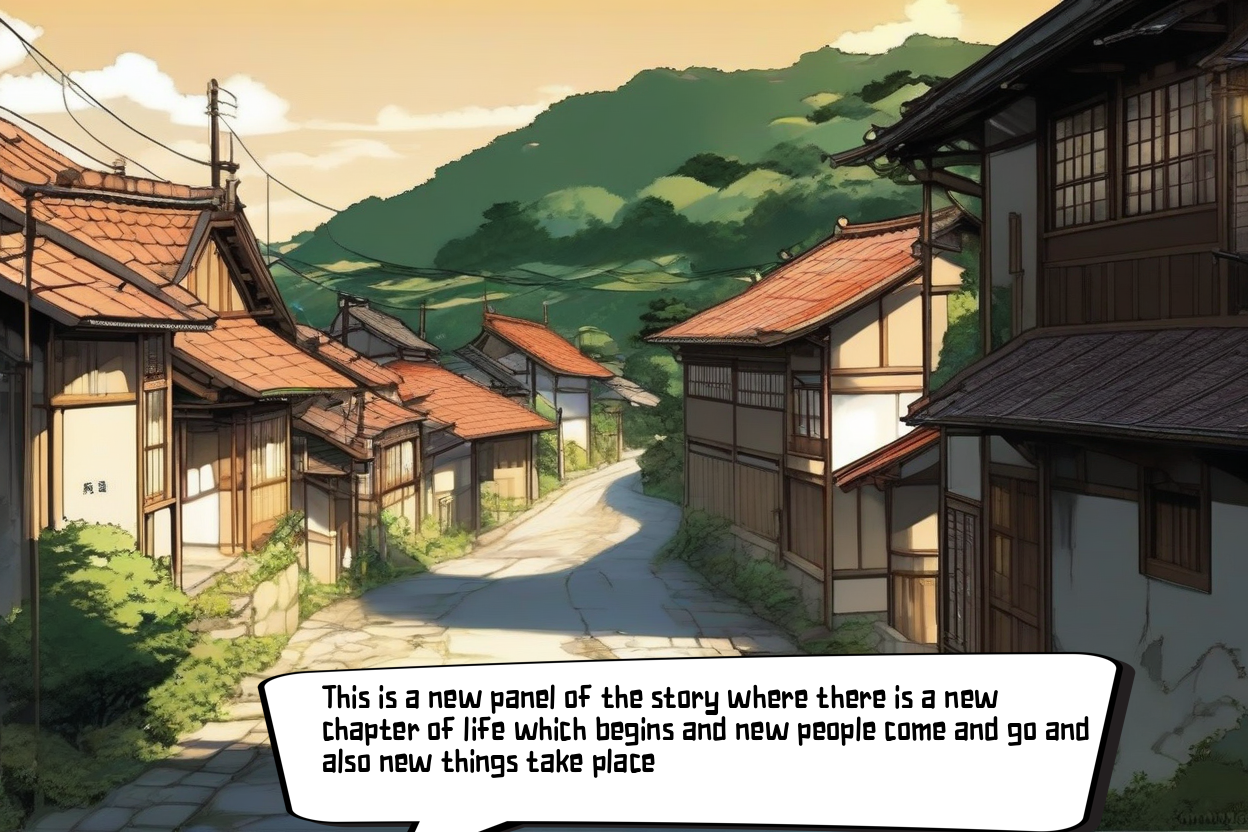 This is a new panel of the story where there is a new
chapter of life which begins and new people come and go and
also new things take place